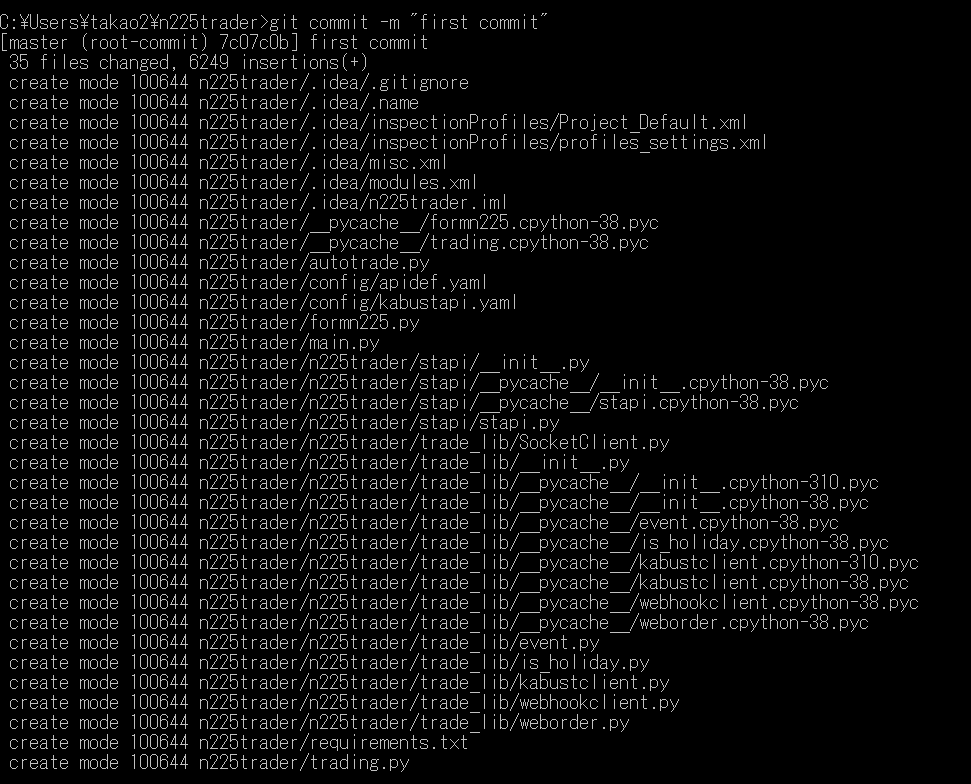 C:¥Users¥takao2¥n225trader>git commit -m "first commit"
[master (root-commit) 7c07c0b] first commit
 35 files changed, 6249 insertions(+)
 create mode 100644 n225trader/.idea/.gitignore
 create mode 100644 n225trader/.idea/.name
 create mode 100644 n225trader/.idea/inspectionProfiles/Project_Default.xml
 create mode 100644 n225trader/.idea/inspectionProfiles/profiles_settings.xml
 create mode 100644 n225trader/.idea/misc.xml
 create mode 100644 n225trader/.idea/modules.xml
 create mode 100644 n225trader/.idea/n225trader.iml
 create mode 100644 n225trader/__pycache__/formn225.cpython-38.pyc
 create mode 100644 n225trader/__pycache__/trading.cpython-38.pyc
 create mode 100644 n225trader/autotrade.py
 create mode 100644 n225trader/config/apidef.yaml
 create mode 100644 n225trader/config/kabustapi.yaml
 create mode 100644 n225trader/formn225.py
 create mode 100644 n225trader/main.py
 create mode 100644 n225trader/n225trader/stapi/__init__.py
 create mode 100644 n225trader/n225trader/stapi/__pycache__/__init__.cpython-38.pyc
 create mode 100644 n225trader/n225trader/stapi/__pycache__/stapi.cpython-38.pyc
 create mode 100644 n225trader/n225trader/stapi/stapi.py
 create mode 100644 n225trader/n225trader/trade_lib/SocketClient.py
 create mode 100644 n225trader/n225trader/trade_lib/__init__.py
 create mode 100644 n225trader/n225trader/trade_lib/__pycache__/__init__.cpython-310.pyc
 create mode 100644 n225trader/n225trader/trade_lib/__pycache__/__init__.cpython-38.pyc
 create mode 100644 n225trader/n225trader/trade_lib/__pycache__/event.cpython-38.pyc
 create mode 100644 n225trader/n225trader/trade_lib/__pycache__/is_holiday.cpython-38.pyc
 create mode 100644 n225trader/n225trader/trade_lib/__pycache__/kabustclient.cpython-310.pyc
 create mode 100644 n225trader/n225trader/trade_lib/__pycache__/kabustclient.cpython-38.pyc
 create mode 100644 n225trader/n225trader/trade_lib/__pycache__/webhookclient.cpython-38.pyc
 create mode 100644 n225trader/n225trader/trade_lib/__pycache__/weborder.cpython-38.pyc
 create mode 100644 n225trader/n225trader/trade_lib/event.py
 create mode 100644 n225trader/n225trader/trade_lib/is_holiday.py
 create mode 100644 n225trader/n225trader/trade_lib/kabustclient.py
 create mode 100644 n225trader/n225trader/trade_lib/webhookclient.py
 create mode 100644 n225trader/n225trader/trade_lib/weborder.py
 create mode 100644 n225trader/requirements.txt
 create mode 100644 n225trader/trading.py